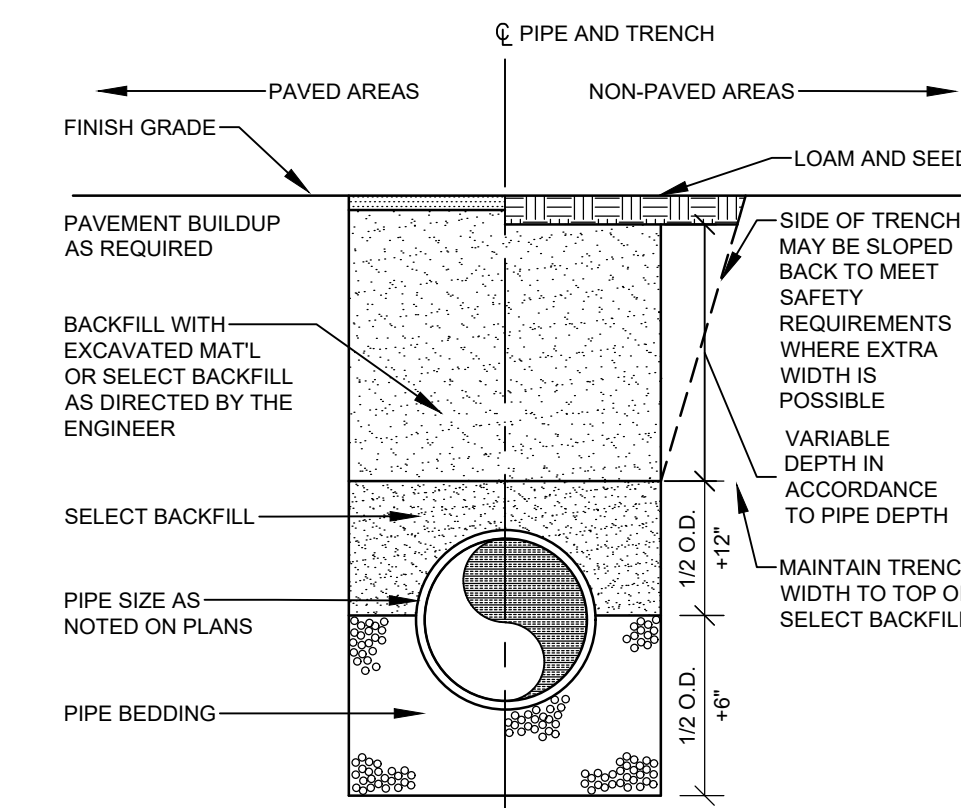 ℄ PIPE AND TRENCH
PAVED AREAS
NON-PAVED AREAS
FINISH GRADE
LOAM AND SEED
PAVEMENT BUILDUP
AS REQUIRED
SIDE OF TRENCH
MAY BE SLOPED
BACK TO MEET
SAFETY
REQUIREMENTS
WHERE EXTRA
WIDTH IS
POSSIBLE
BACKFILL WITH
EXCAVATED MAT'L
OR SELECT BACKFILL
AS DIRECTED BY THE
ENGINEER
VARIABLE
DEPTH IN
ACCORDANCE
TO PIPE DEPTH
SELECT BACKFILL
1/2 O.D.
+12"
MAINTAIN TRENC
WIDTH TO TOP O
SELECT BACKFILL
PIPE SIZE AS
NOTED ON PLANS
PIPE BEDDING
1/2 O.D.
+6"